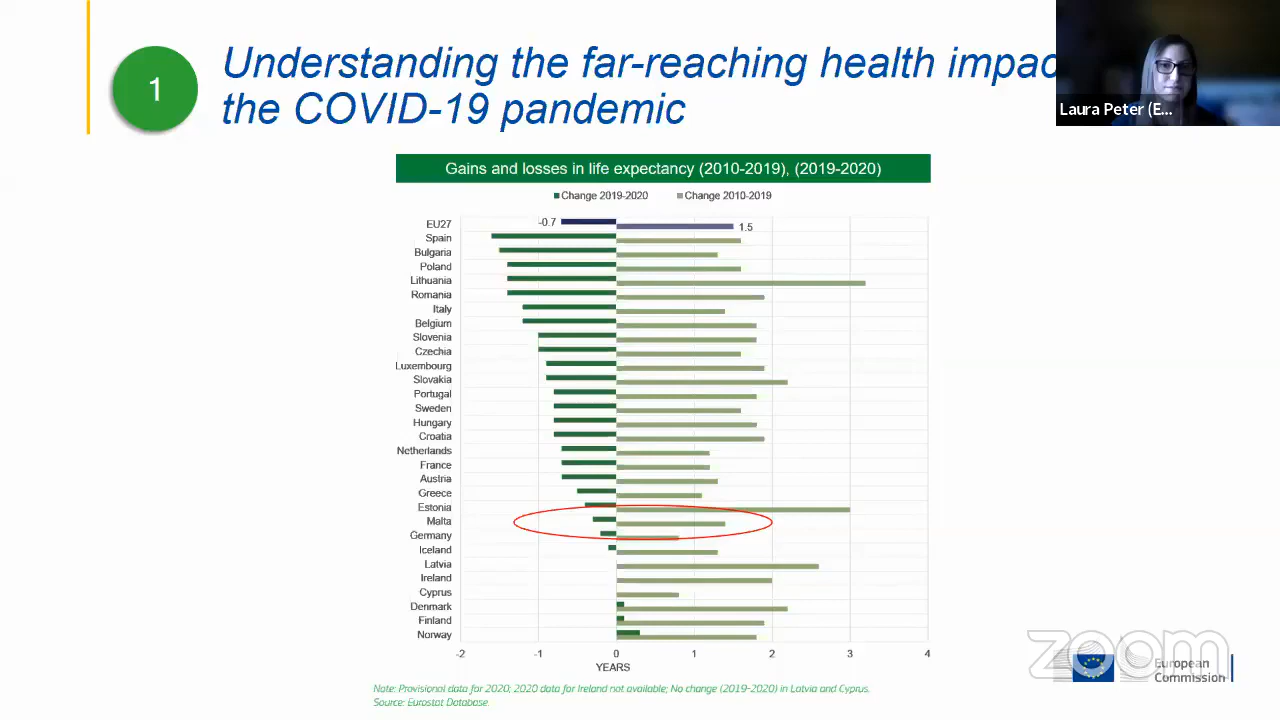 1
Understanding the far-reaching health impac
the COVID-19 pandemic
Laura Peter (E...
Gains and losses in life expectancy (2010-2019), (2019-2020)
Change 2019-2020 Change 2010-2019
EU27 -0.7 1.5
Spain
Bulgaria
Poland
Lithuania
Romania
Italy
Belgium
Slovenia
Czechia
Luxembourg
Slovakia
Portugal
Sweden
Hungary
Croatia
Netherlands
France
Austria
Greece
Estonia
Malta
Germany
Iceland
Latvia
Ireland
Cyprus
Denmark
Finland
Norway
-2 -1 0 1 2 3 4
YEARS
Note: Provisional data for 2020; 2020 data for Ireland not available; No change (2019-2020) in Latvia and Cyprus.
Source: Eurostat Database.
zoom
European
Commission